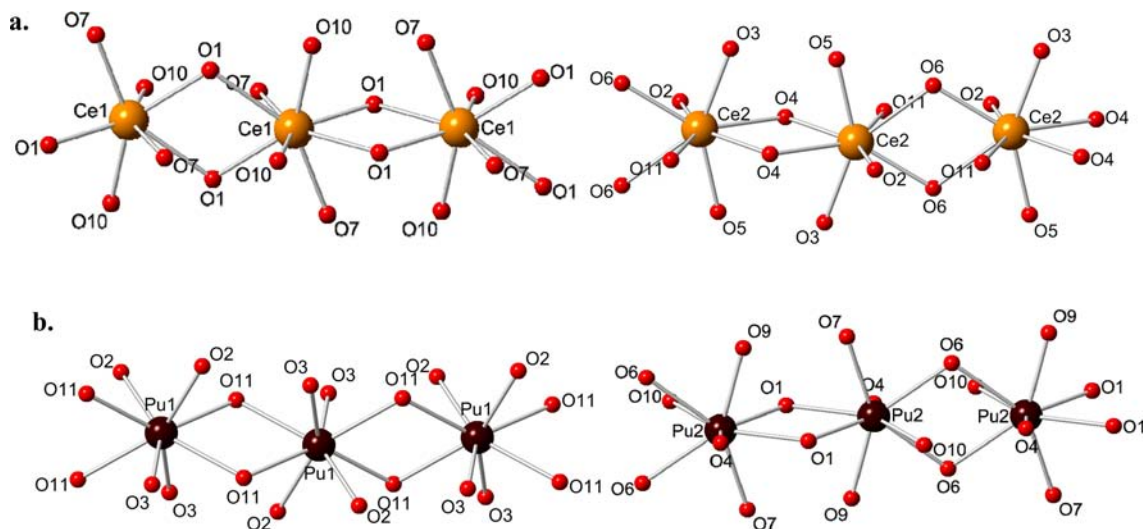 a.
O7 O10 O7
O1 O10 O7 O1 O10 O1
Ce1 Ce1 Ce1
O1 O7 O10 O1 O7
O10 O1 O7 O10 O1
O3 O5 O3
O6 O6
O2 O4 O11 O2
Ce2 Ce2 Ce2 O4
O11 O4 O2 O11 O4
O6 O6
O5 O3 O5
b.
O2 O2 O3 O3 O2 O2
O11 O11 O11 O11
Pu1 Pu1 Pu1
O11 O3 O3 O11 O2 O2 O11 O3 O3 O11
O9 O7 O9
O6 O6
O10 O1 O4 O10 O1
Pu2 Pu2 Pu2
O4 O1 O10 O4 O1
O6 O6
O7 O9 O7